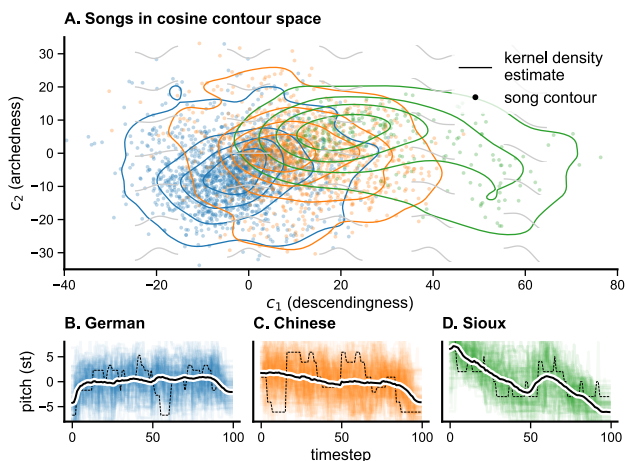 A. Songs in cosine contour space
30
20
10
0
−10
−20
−30
c₂ (archedness)
kernel density
estimate
song contour
−40 −20 0 20 40 60 80
c₁ (descendingness)
B. German C. Chinese D. Sioux
5
0
−5
pitch (st)
0 50 100 0 50 100 0 50 100
timestep